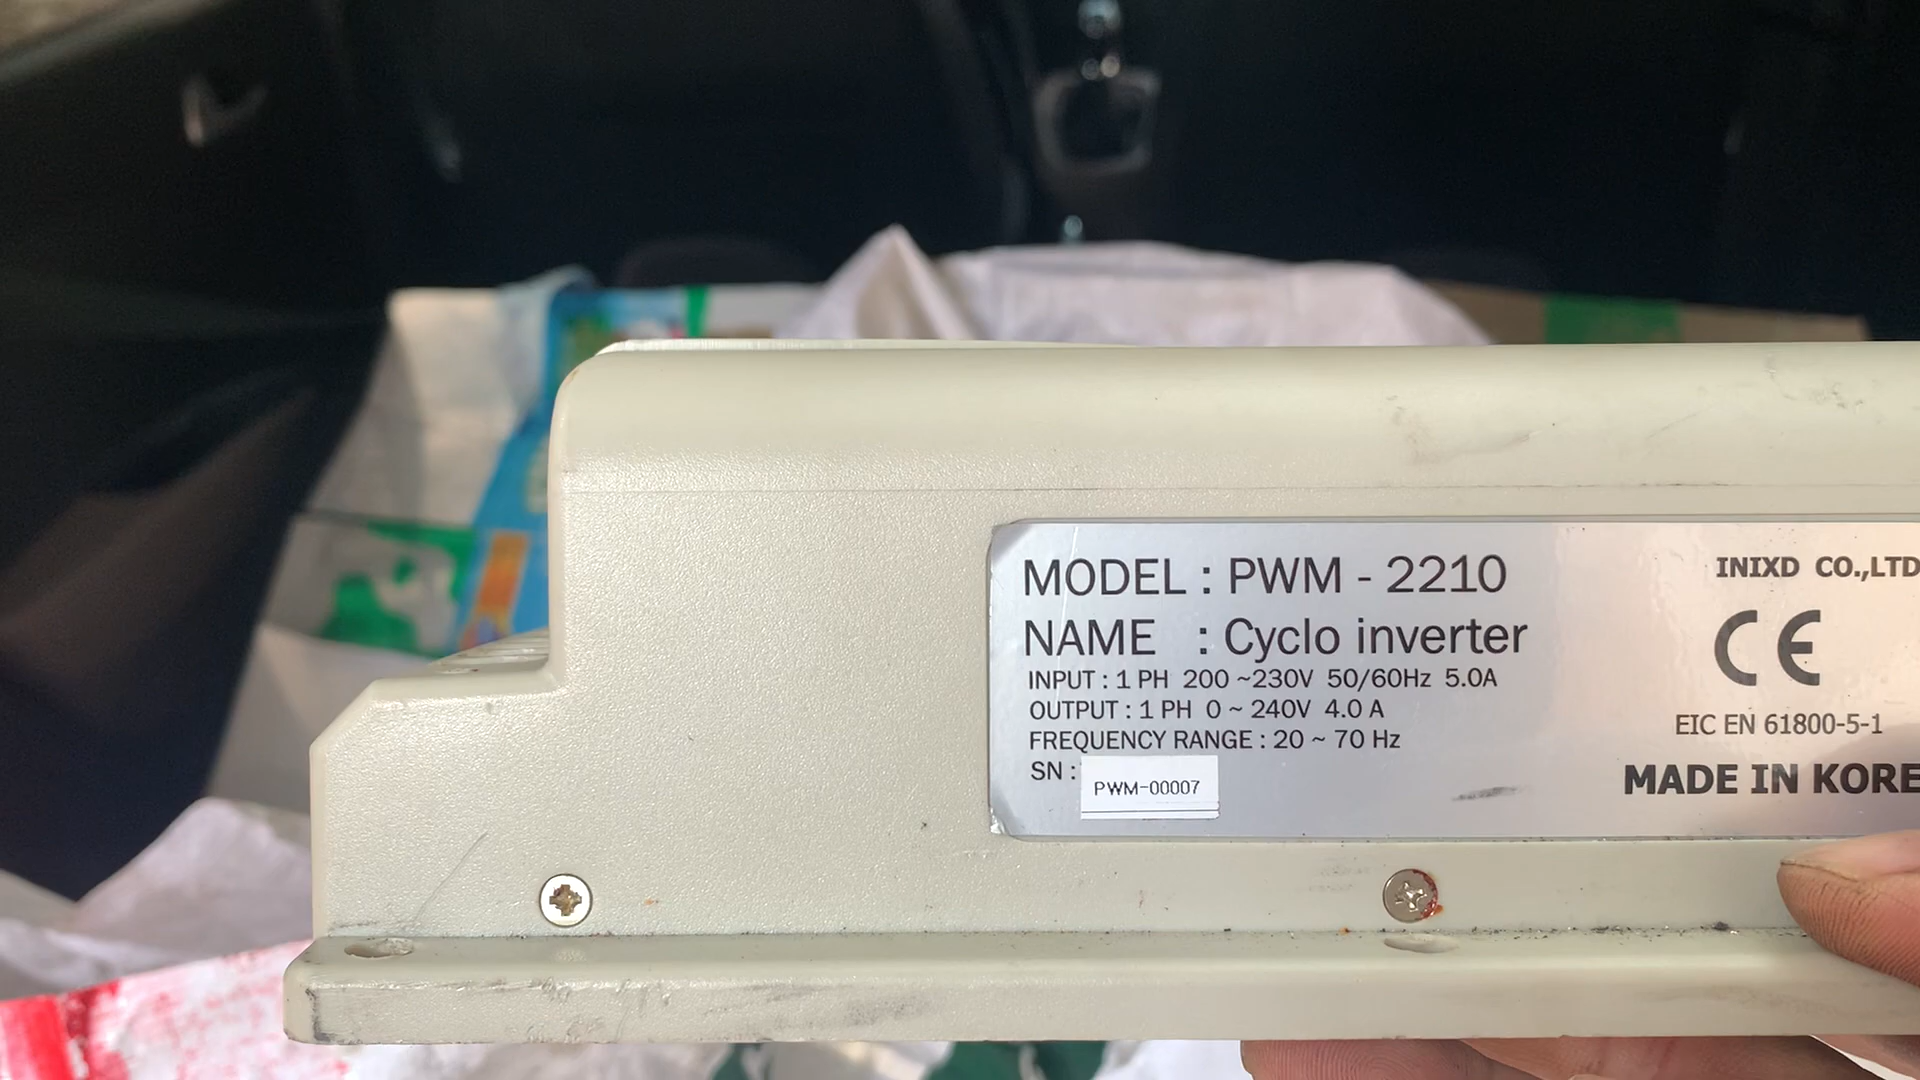 MODEL : PWM - 2210
NAME : Cyclo inverter
INPUT : 1 PH 200 ~230V 50/60Hz 5.0A
OUTPUT : 1 PH 0 ~ 240V 4.0 A
FREQUENCY RANGE : 20 ~ 70 Hz
SN :
PWM-00007
INIXD CO.,LTD
CE
EIC EN 61800-5-1
MADE IN KORE